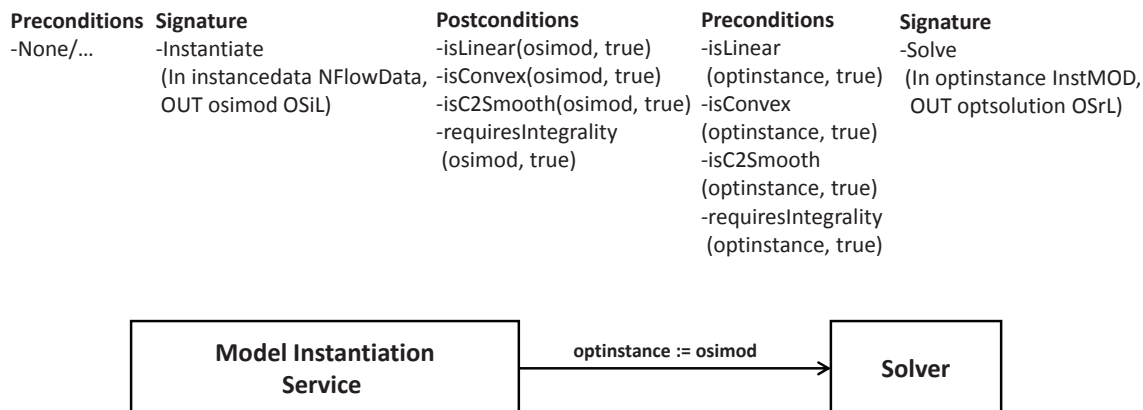 Preconditions
-None/...
Signature
-Instantiate
(In instancedata NFlowData,
OUT osimod OSiL)
Postconditions
-isLinear(osimod, true)
-isConvex(osimod, true)
-isC2Smooth(osimod, true)
-requiresIntegrality
(osimod, true)
Preconditions
-isLinear
(optinstance, true)
-isConvex
(optinstance, true)
-isC2Smooth
(optinstance, true)
-requiresIntegrality
(optinstance, true)
Signature
-Solve
(In optinstance InstMOD,
OUT optsolution OSrL)
Model Instantiation
Service
optinstance := osimod
Solver